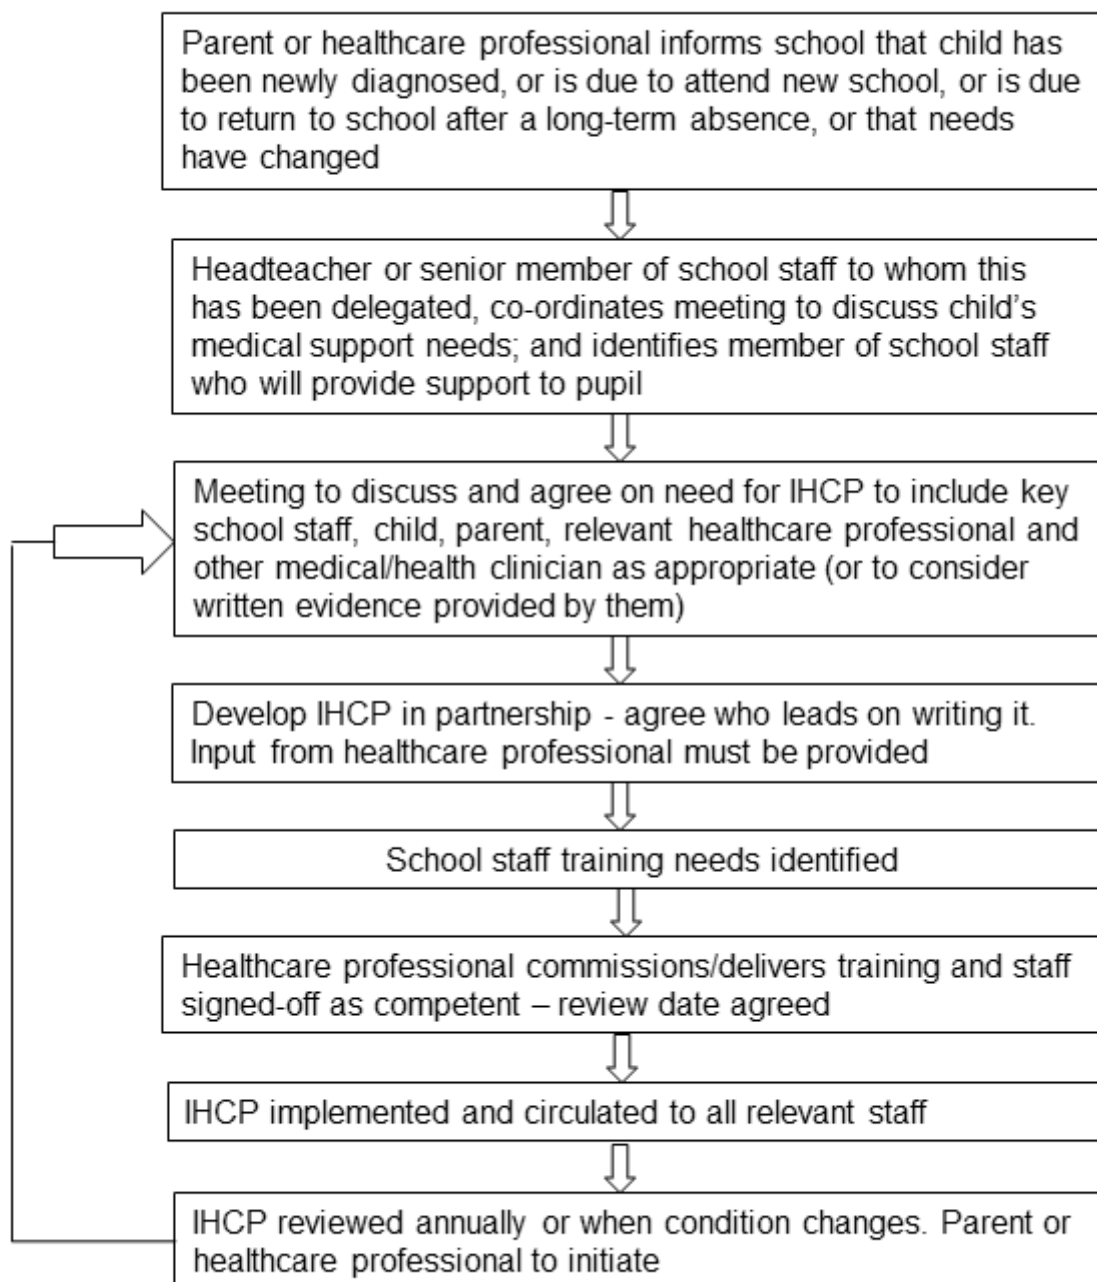 Parent or healthcare professional informs school that child has
been newly diagnosed, or is due to attend new school, or is due
to return to school after a long-term absence, or that needs
have changed
Headteacher or senior member of school staff to whom this
has been delegated, co-ordinates meeting to discuss child's
medical support needs; and identifies member of school staff
who will provide support to pupil
Meeting to discuss and agree on need for IHCP to include key
school staff, child, parent, relevant healthcare professional and
other medical/health clinician as appropriate (or to consider
written evidence provided by them)
Develop IHCP in partnership - agree who leads on writing it.
Input from healthcare professional must be provided
School staff training needs identified
Healthcare professional commissions/delivers training and staff
signed-off as competent – review date agreed
IHCP implemented and circulated to all relevant staff
IHCP reviewed annually or when condition changes. Parent or
healthcare professional to initiate